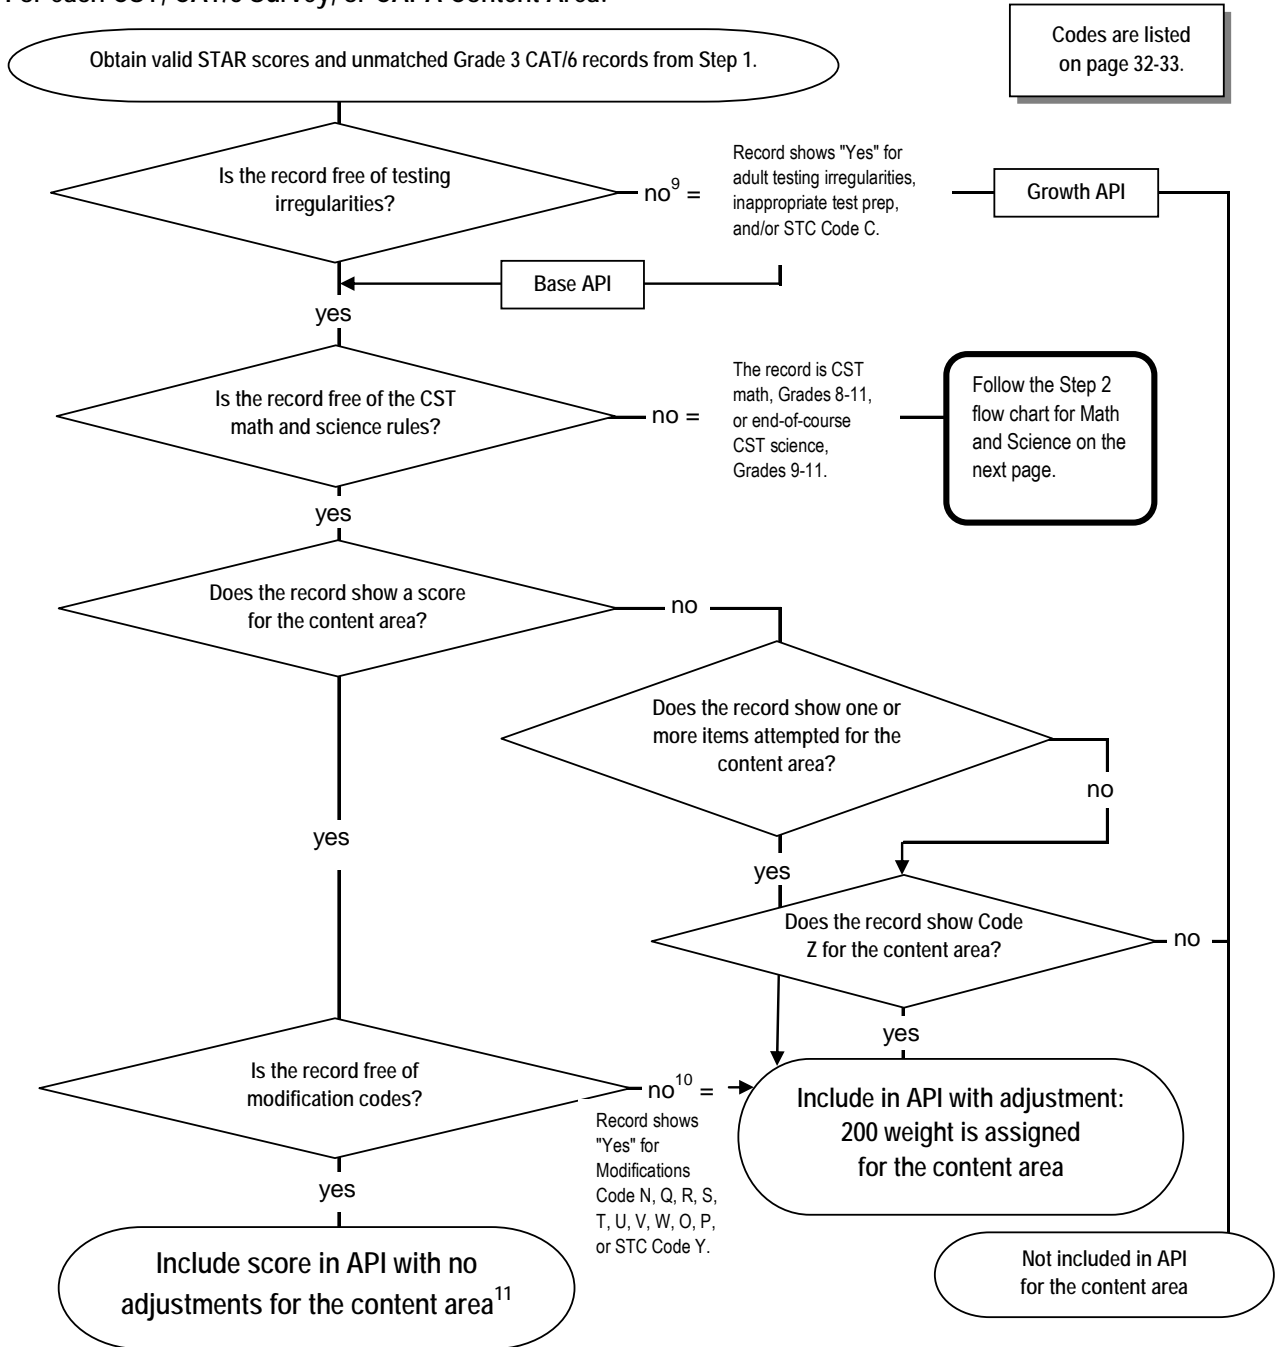 For each CST, CAT/6 Survey, or CAPA Content Area:
Codes are listed
on page 32-33.
Obtain valid STAR scores and unmatched Grade 3 CAT/6 records from Step 1.
Is the record free of testing
irregularities?
no9 =
Record shows "Yes" for
adult testing irregularities,
inappropriate test prep,
and/or STC Code C.
Growth API
Base API
yes
Is the record free of the CST
math and science rules?
no =
The record is CST
math, Grades 8-11,
or end-of-course
CST science,
Grades 9-11.
Follow the Step 2
flow chart for Math
and Science on the
next page.
yes
Does the record show a score
for the content area?
no
Does the record show one or
more items attempted for the
content area?
no
yes
yes
Does the record show Code
Z for the content area?
no
yes
Is the record free of
modification codes?
no10 =
Record shows
"Yes" for
Modifications
Code N, Q, R, S,
T, U, V, W, O, P,
or STC Code Y.
Include in API with adjustment:
200 weight is assigned
for the content area
yes
Include score in API with no
adjustments for the content area11
Not included in API
for the content area